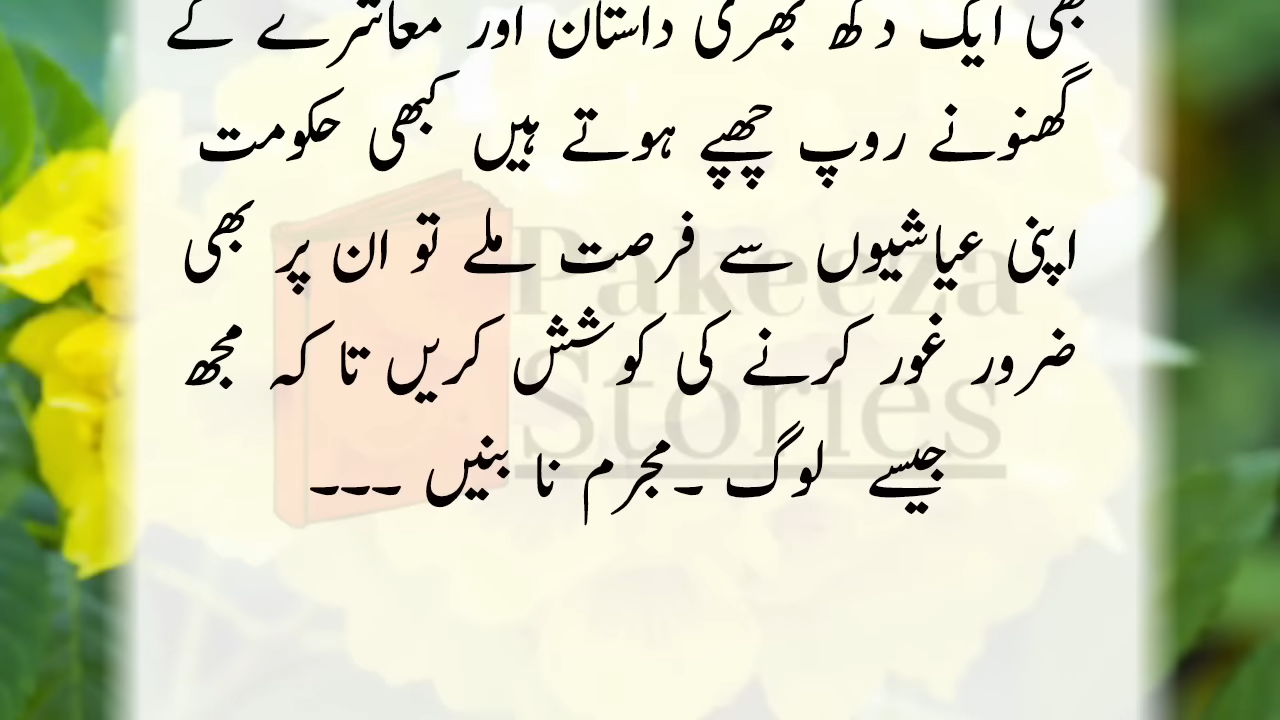 بھی ایک دکھ بھری داستان اور معاشرے کے
گھنونے روپ چھپے ہوتے ہیں کبھی حکومت
اپنی عیاشیوں سے فرصت ملے تو ان پر بھی
ضرور غور کرنے کی کوشش کریں تا کہ مجھ
جیسے لوگ ۔مجرم نا بنیں ۔۔۔
Pakeeza
Stories